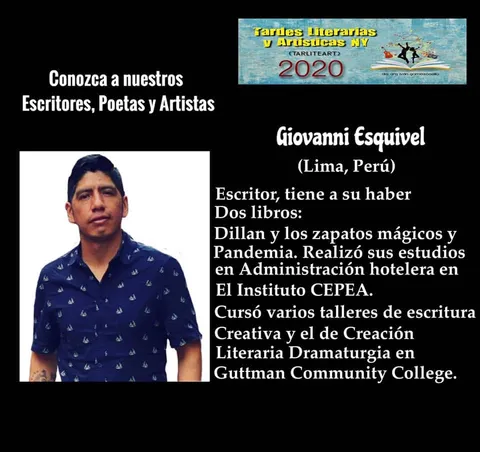 Tardes Literarias
y Artísticas NY
(TARLITEART)
2020
Conozca a nuestros
Escritores, Poetas y Artistas
Giovanni Esquivel
(Lima, Perú)
Escritor, tiene a su haber
Dos libros:
Dillan y los zapatos mágicos y
Pandemia. Realizó sus estudios
en Administración hotelera en
El Instituto CEPEA.
Cursó varios talleres de escritura
Creativa y el de Creación
Literaria Dramaturgia en
Guttman Community College.